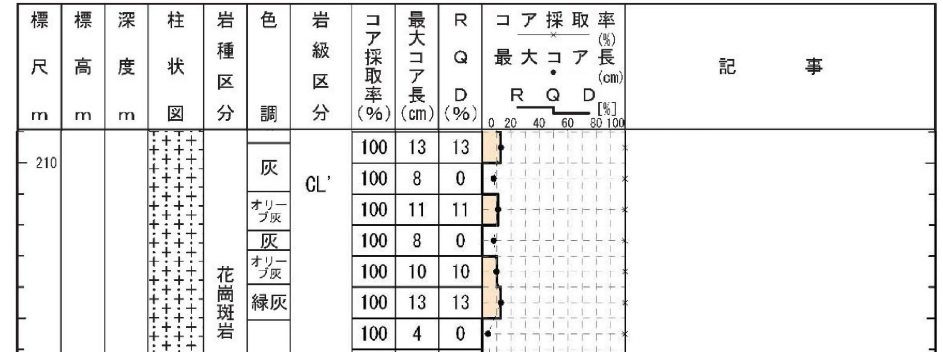 標尺 m
標高 m
深度 m
柱状図
岩種区分
色調
岩級区分
コア採取率(%)
最大コア長(cm)
RQD(%)
コア採取率(%)
最大コア長(cm)
RQD[%]
0 20 40 60 80 100
記事
100 13 13
210
灰
100 8 0
CL'
オリーブ灰
100 11 11
灰
100 8 0
オリーブ灰
100 10 10
花崗斑岩
緑灰
100 13 13
100 4 0